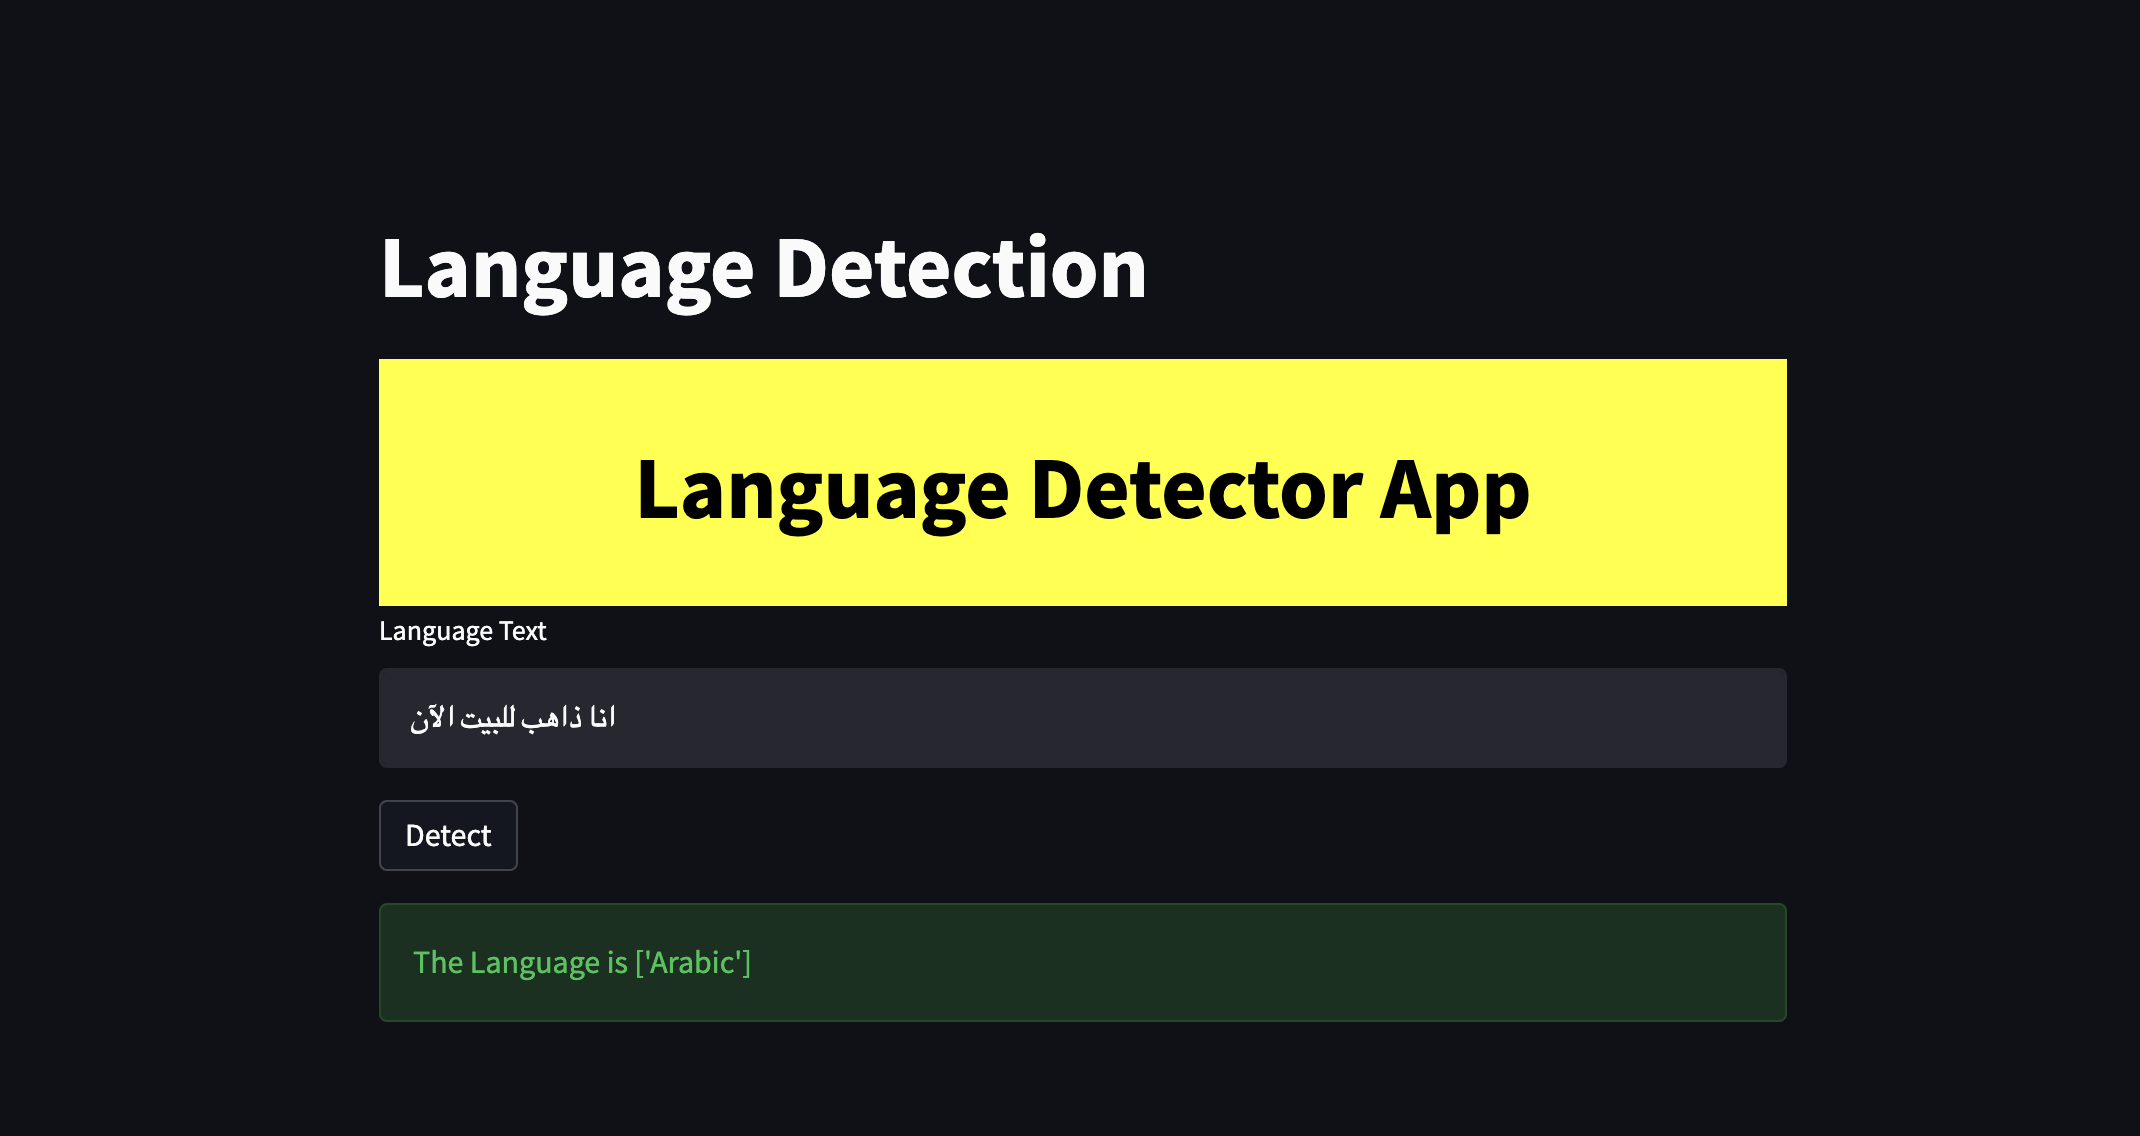 Language Detection
Language Detector App
Language Text
انا ذاهب للبيت الآن
Detect
The Language is ['Arabic']